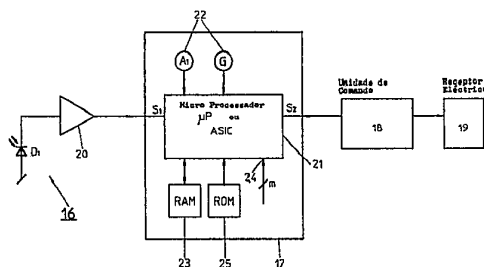 22
A1
G
Micro Processador
µP ou
ASIC
S1
S2
Unidade de
Comando
18
Receptor
Eléctrico
19
20
D1
16
21
24
m
RAM
ROM
23
25
17